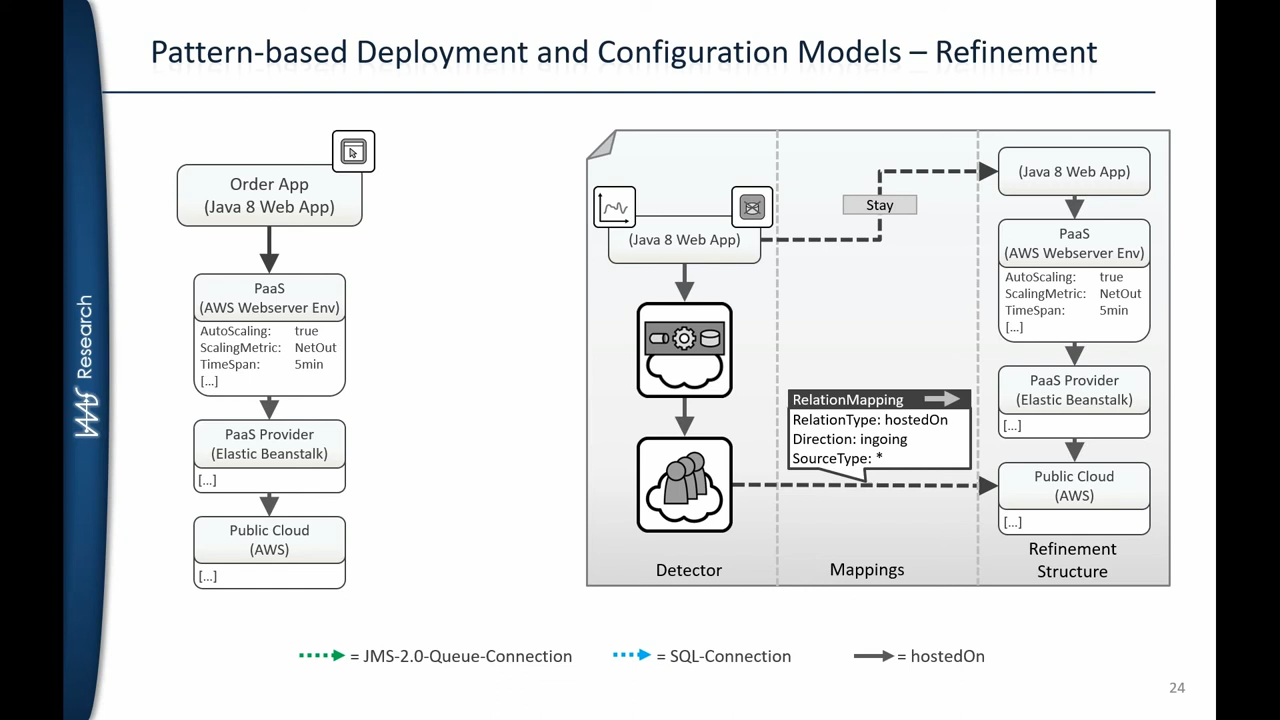 Pattern-based Deployment and Configuration Models – Refinement
Order App
(Java 8 Web App)
PaaS
(AWS Webserver Env)
AutoScaling: true
ScalingMetric: NetOut
TimeSpan: 5min
[...]
PaaS Provider
(Elastic Beanstalk)
[...]
Public Cloud
(AWS)
[...]
(Java 8 Web App)
Detector
Stay
RelationMapping
RelationType: hostedOn
Direction: ingoing
SourceType: *
Mappings
(Java 8 Web App)
PaaS
(AWS Webserver Env)
AutoScaling: true
ScalingMetric: NetOut
TimeSpan: 5min
[...]
PaaS Provider
(Elastic Beanstalk)
[...]
Public Cloud
(AWS)
[...]
Refinement
Structure
= JMS-2.0-Queue-Connection
= SQL-Connection
= hostedOn
24
IAAS Research